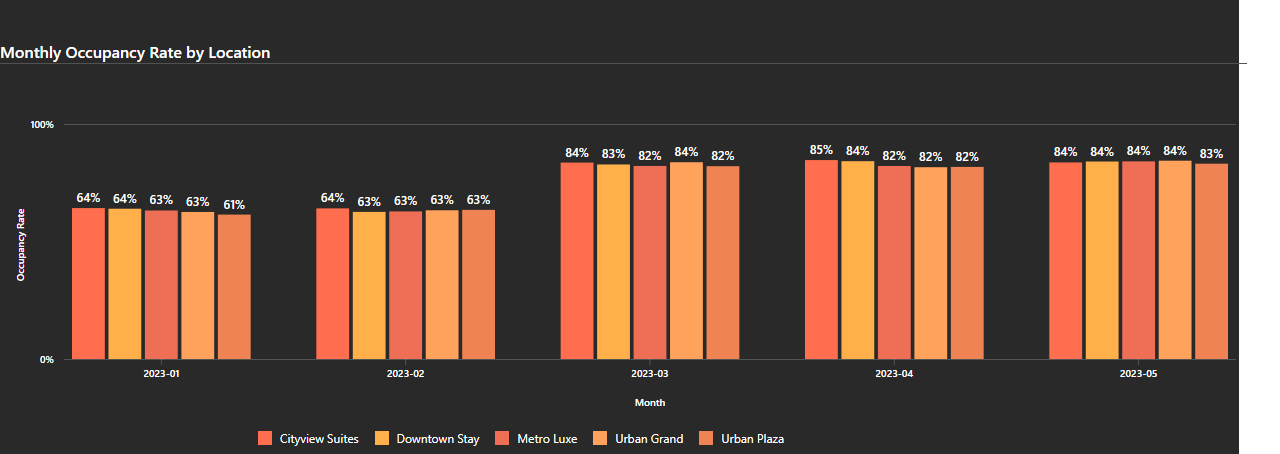 Monthly Occupancy Rate by Location
100%
84% 83% 82% 84% 82%
85% 84% 82% 82% 82%
84% 84% 84% 84% 83%
64% 64% 63% 63% 61%
64% 63% 63% 63% 63%
Occupancy Rate
0%
2023-01 2023-02 2023-03 2023-04 2023-05
Month
Cityview Suites Downtown Stay Metro Luxe Urban Grand Urban Plaza